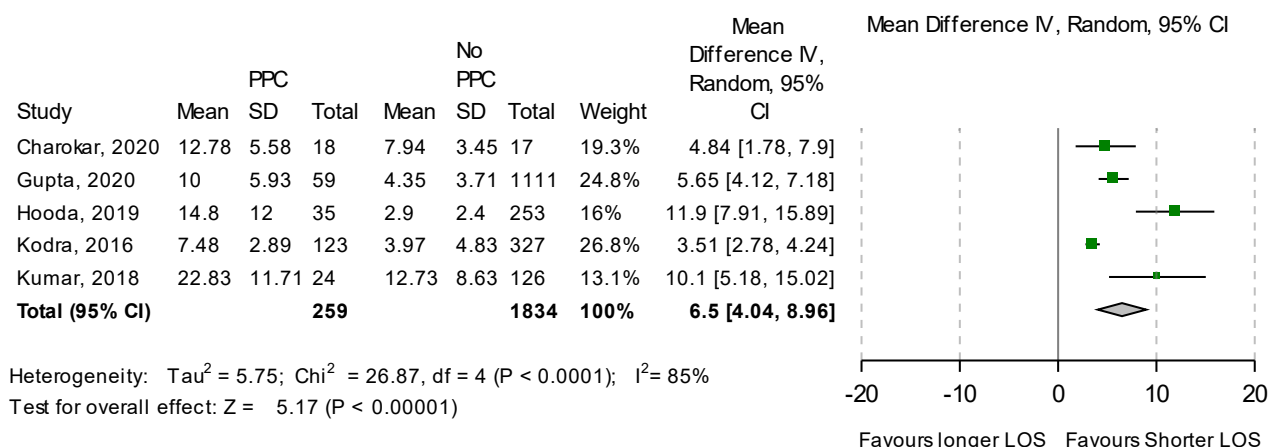 Mean Difference IV, Random, 95% CI
Mean
Difference IV,
Random, 95%
CI
No
PPC PPC
Study Mean SD Total Mean SD Total Weight
Charokar, 2020 12.78 5.58 18 7.94 3.45 17 19.3% 4.84 [1.78, 7.9]
Gupta, 2020 10 5.93 59 4.35 3.71 1111 24.8% 5.65 [4.12, 7.18]
Hooda, 2019 14.8 12 35 2.9 2.4 253 16% 11.9 [7.91, 15.89]
Kodra, 2016 7.48 2.89 123 3.97 4.83 327 26.8% 3.51 [2.78, 4.24]
Kumar, 2018 22.83 11.71 24 12.73 8.63 126 13.1% 10.1 [5.18, 15.02]
Total (95% CI) 259 1834 100% 6.5 [4.04, 8.96]
Heterogeneity: Tau² = 5.75; Chi² = 26.87, df = 4 (P < 0.0001); I²= 85%
Test for overall effect: Z = 5.17 (P < 0.00001)
-20 -10 0 10 20
Favours longer LOS Favours Shorter LOS